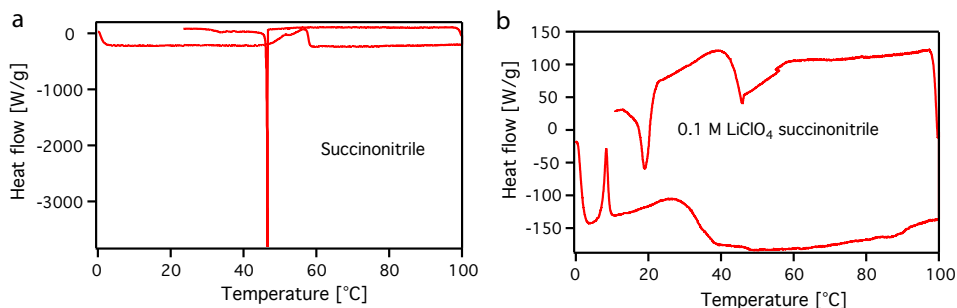 a
Heat flow [W/g]
0
-1000
-2000
-3000
Succinonitrile
0
20
40
60
80
100
Temperature [°C]
b
Heat flow [W/g]
150
100
50
0
-50
-100
-150
0.1 M LiClO4 succinonitrile
0
20
40
60
80
100
Temperature [°C]